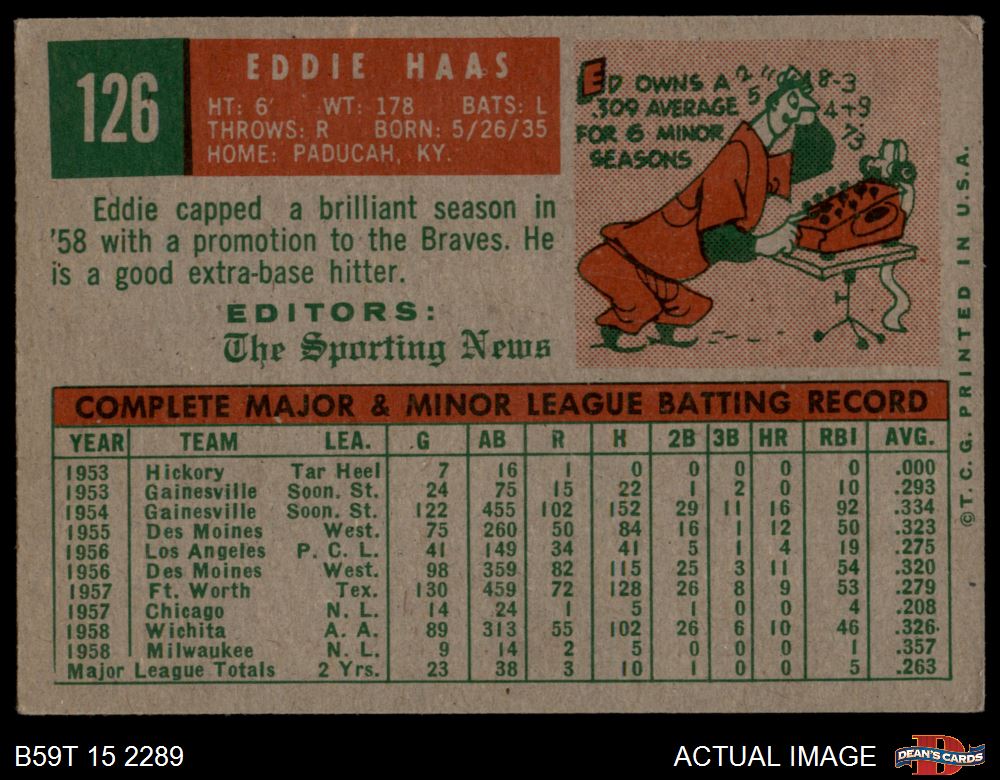 126
EDDIE HAAS
HT: 6' WT: 178 BATS: L
THROWS: R BORN: 5/26/35
HOME: PADUCAH, KY.
Eddie capped a brilliant season in
'58 with a promotion to the Braves. He
is a good extra-base hitter.
EDITORS:
The Sporting News
ED OWNS A
.309 AVERAGE
FOR 6 MINOR
SEASONS
8-3
4+9
COMPLETE MAJOR & MINOR LEAGUE BATTING RECORD
YEAR TEAM LEA. G AB R H 2B 3B HR RBI AVG.
1953 Hickory Tar Heel 7 16 1 0 0 0 0 0 .000
1953 Gainesville Soon. St. 24 75 15 22 1 2 0 10 .293
1954 Gainesville Soon. St. 122 455 102 152 29 11 16 92 .334
1955 Des Moines West. 75 260 50 84 16 1 12 50 .323
1956 Los Angeles P. C. L. 41 149 34 41 5 1 4 19 .275
1956 Des Moines West. 98 359 82 115 25 3 11 54 .320
1957 Ft. Worth Tex. 130 459 72 128 26 8 9 53 .279
1957 Chicago N. L. 14 24 1 5 1 0 0 4 .208
1958 Wichita A. A. 89 313 55 102 26 6 10 46 .326
1958 Milwaukee N. L. 9 14 2 5 0 0 0 1 .357
Major League Totals 2 Yrs. 23 38 3 10 1 0 0 5 .263
©T. C. G. PRINTED IN U.S.A.
B59T 15 2289
ACTUAL IMAGE
DEAN'S CARDS